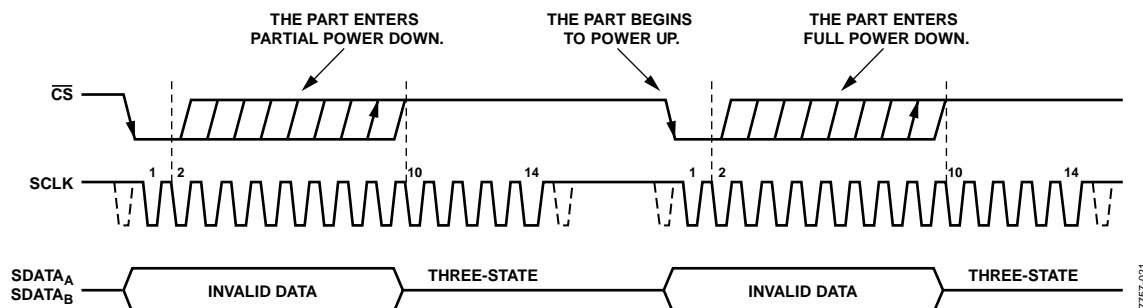 THE PART ENTERS
PARTIAL POWER DOWN.
THE PART BEGINS
TO POWER UP.
THE PART ENTERS
FULL POWER DOWN.
CS
SCLK
1 2 10 14 1 2 10 14
SDATAA
SDATAB
INVALID DATA THREE-STATE INVALID DATA THREE-STATE